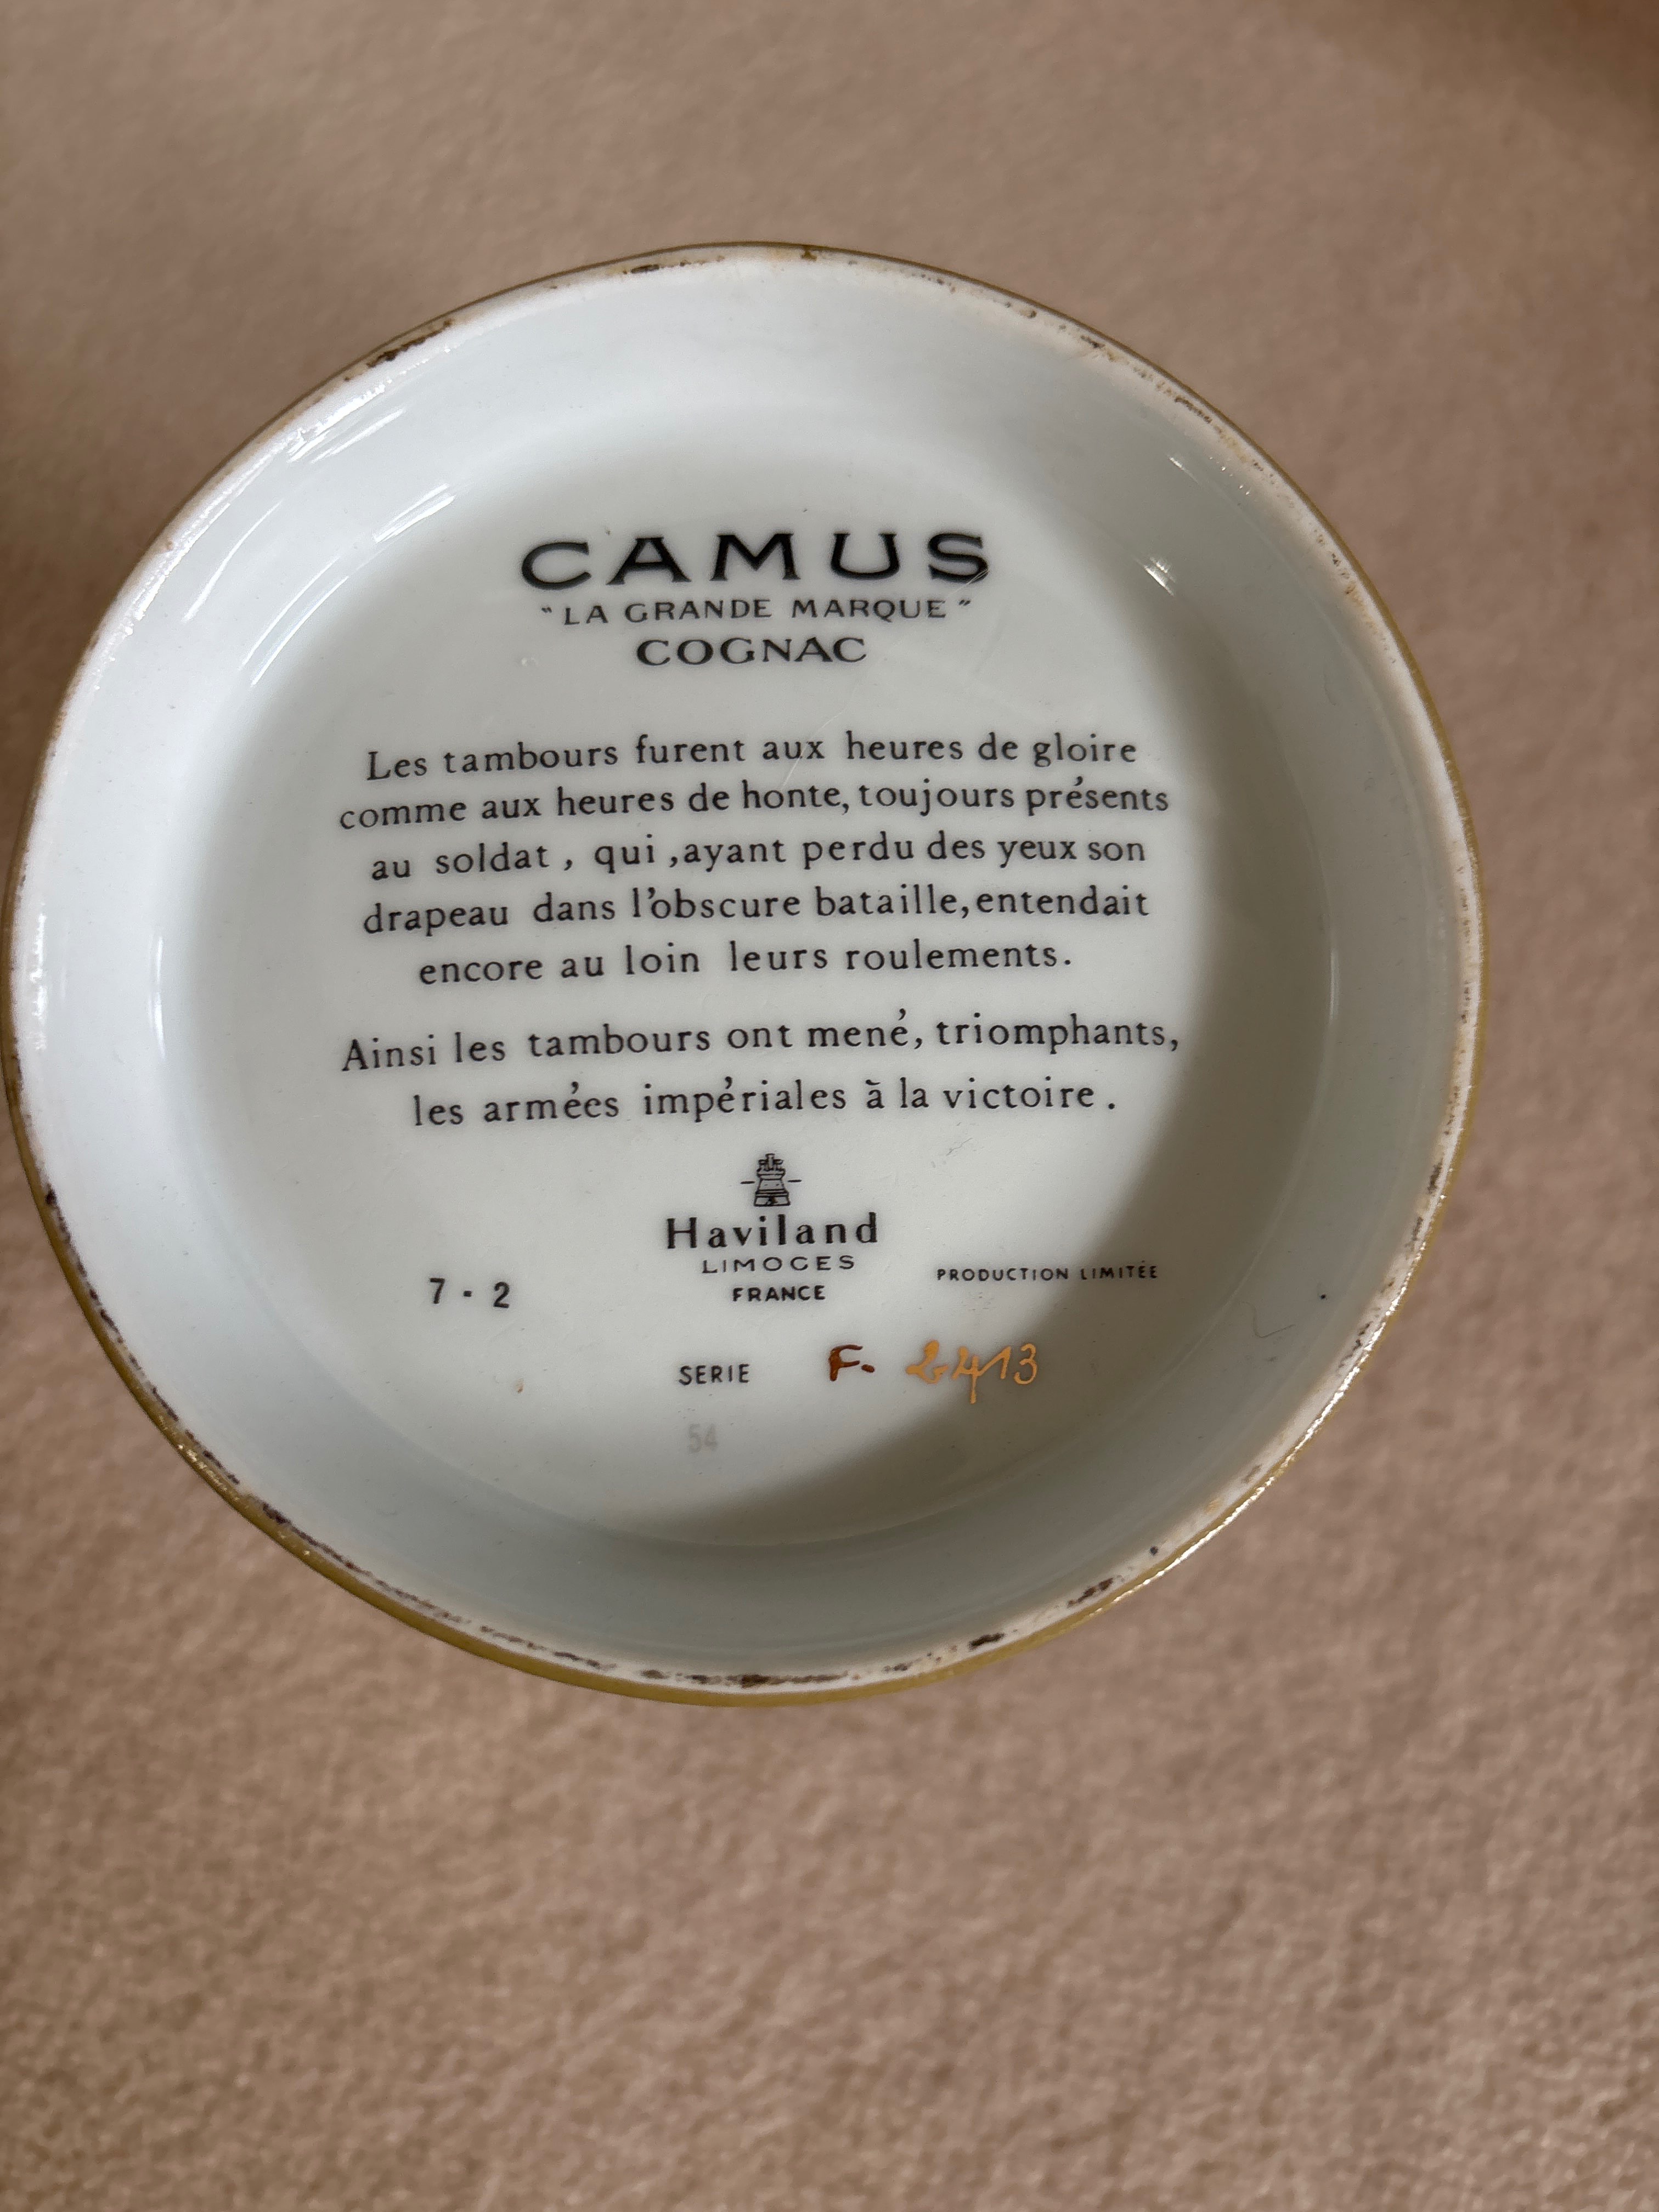 CAMUS
"LA GRANDE MARQUE"
COGNAC
Les tambours furent aux heures de gloire
comme aux heures de honte, toujours présents
au soldat, qui, ayant perdu des yeux son
drapeau dans l'obscure bataille, entendait
encore au loin leurs roulements.
Ainsi les tambours ont mené, triomphants,
les armées impériales à la victoire.
Haviland
LIMOGES
FRANCE
7 - 2
PRODUCTION LIMITÉE
SERIE F. 2413
54